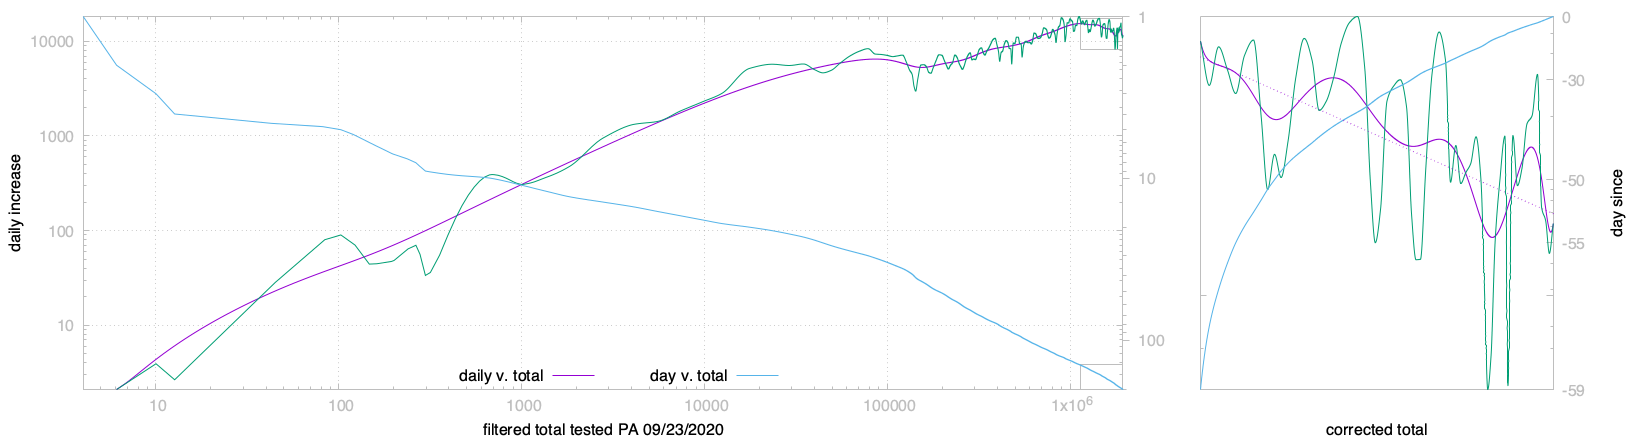 daily increase
10000
1000
100
10
10
100
1000
10000
100000
1x10^6
filtered total tested PA 09/23/2020
daily v. total
day v. total
1
10
100
0
-30
-50
-55
-59
day since
corrected total